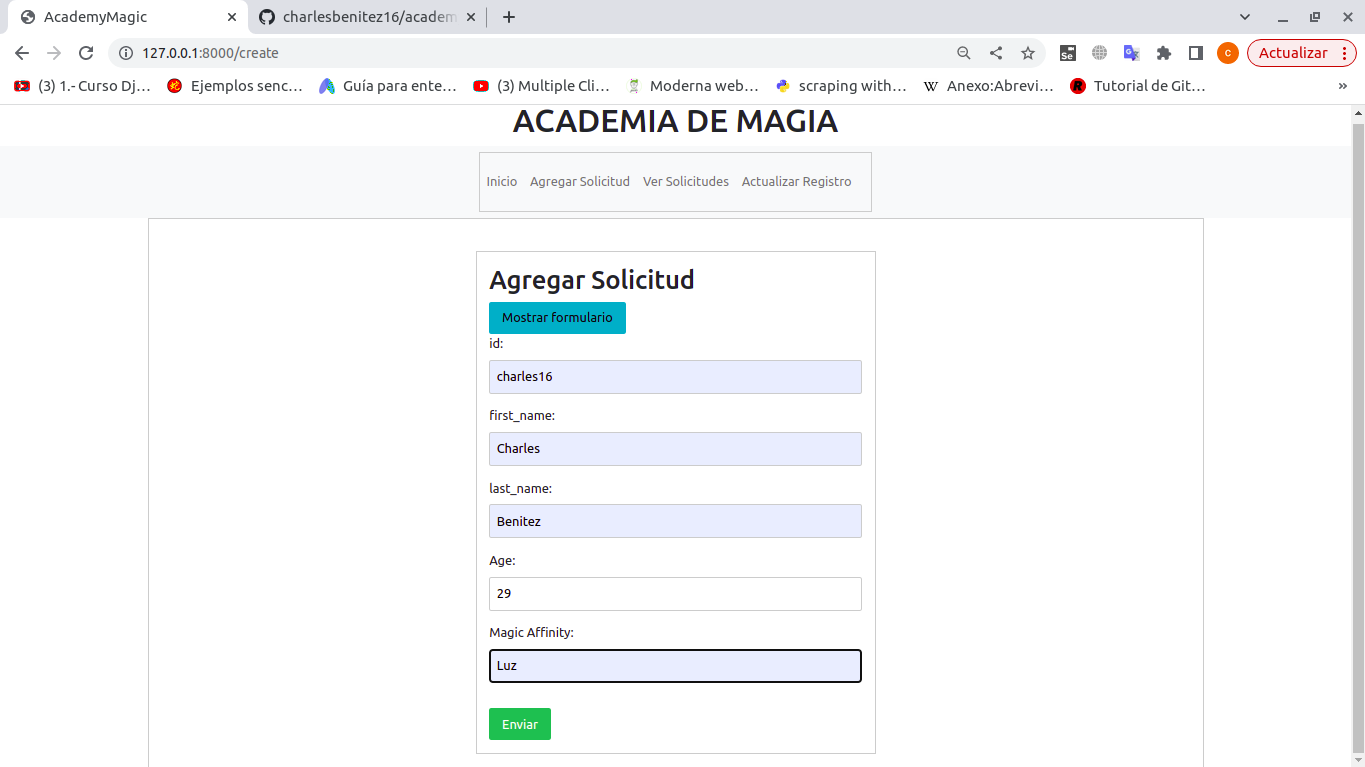 AcademyMagic
charlesbenitez16/academ
127.0.0.1:8000/create
Se
c
Actualizar
(3) 1.- Curso Dj… Ejemplos senc… Guía para ente… (3) Multiple Cli… Moderna web… scraping with… W Anexo:Abrevi… R Tutorial de Git… »
ACADEMIA DE MAGIA
Inicio Agregar Solicitud Ver Solicitudes Actualizar Registro
Agregar Solicitud
Mostrar formulario
id:
charles16
first_name:
Charles
last_name:
Benitez
Age:
29
Magic Affinity:
Luz
Enviar